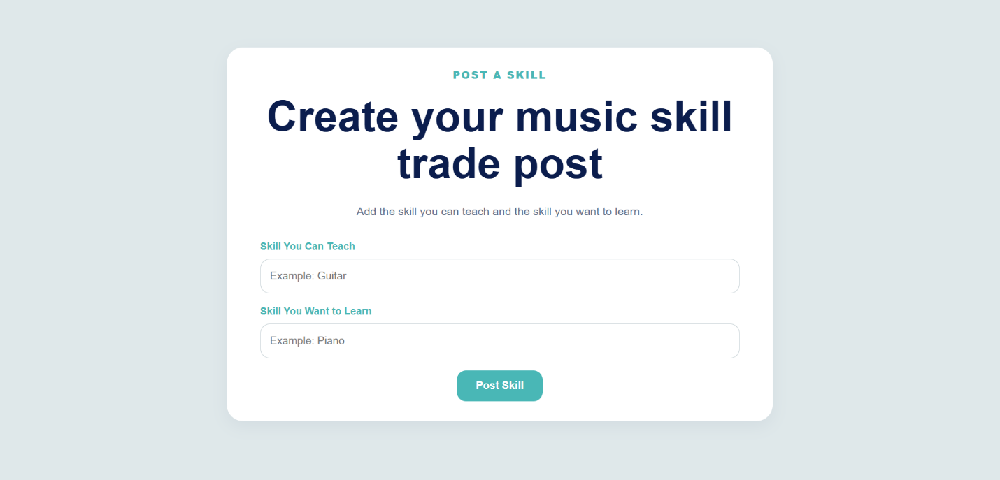 POST A SKILL
Create your music skill
trade post
Add the skill you can teach and the skill you want to learn.
Skill You Can Teach
Example: Guitar
Skill You Want to Learn
Example: Piano
Post Skill